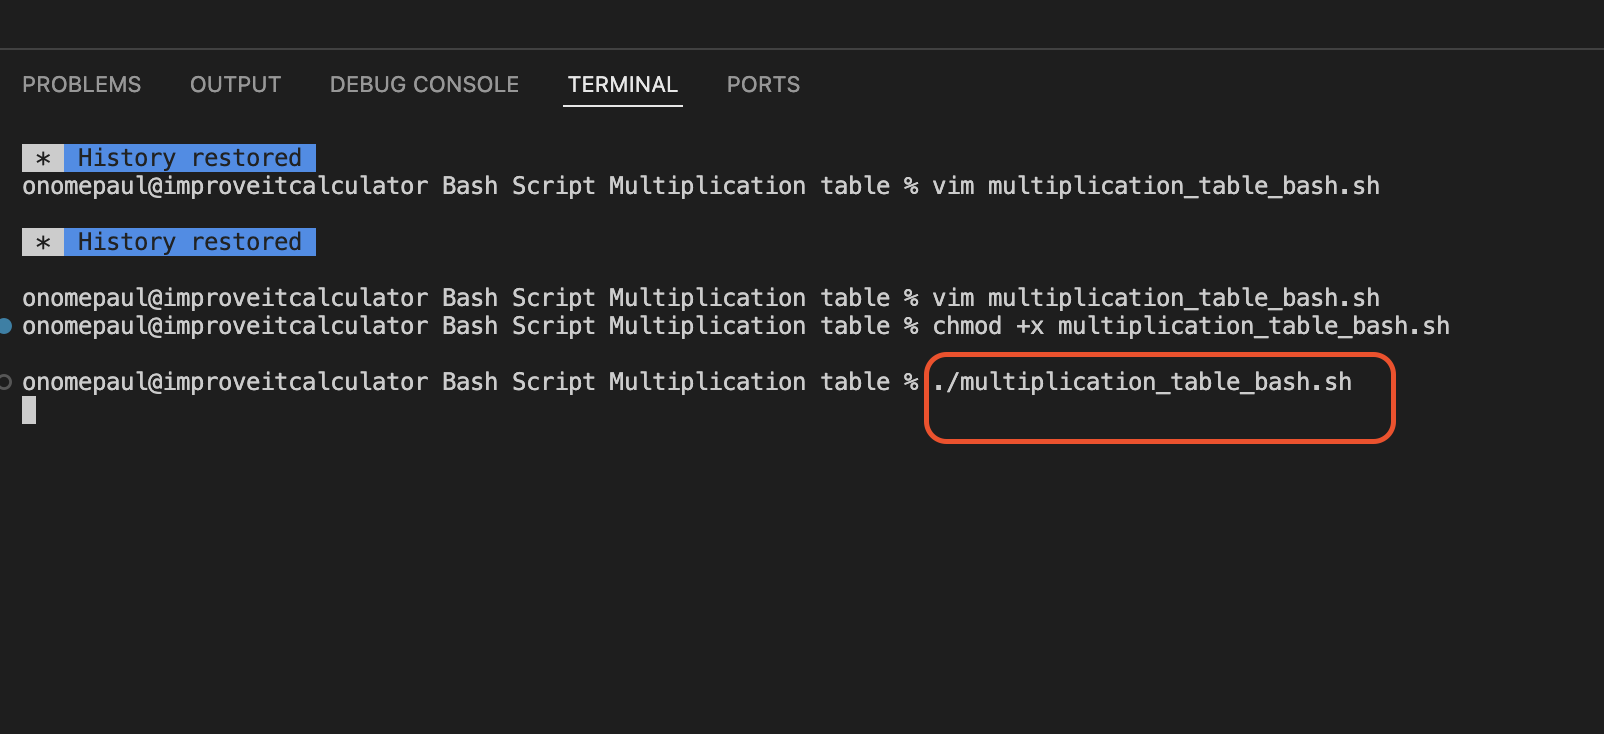 PROBLEMS OUTPUT DEBUG CONSOLE TERMINAL PORTS
* History restored
onomepaul@improveitcalculator Bash Script Multiplication table % vim multiplication_table_bash.sh
* History restored
onomepaul@improveitcalculator Bash Script Multiplication table % vim multiplication_table_bash.sh
onomepaul@improveitcalculator Bash Script Multiplication table % chmod +x multiplication_table_bash.sh
onomepaul@improveitcalculator Bash Script Multiplication table % ./multiplication_table_bash.sh